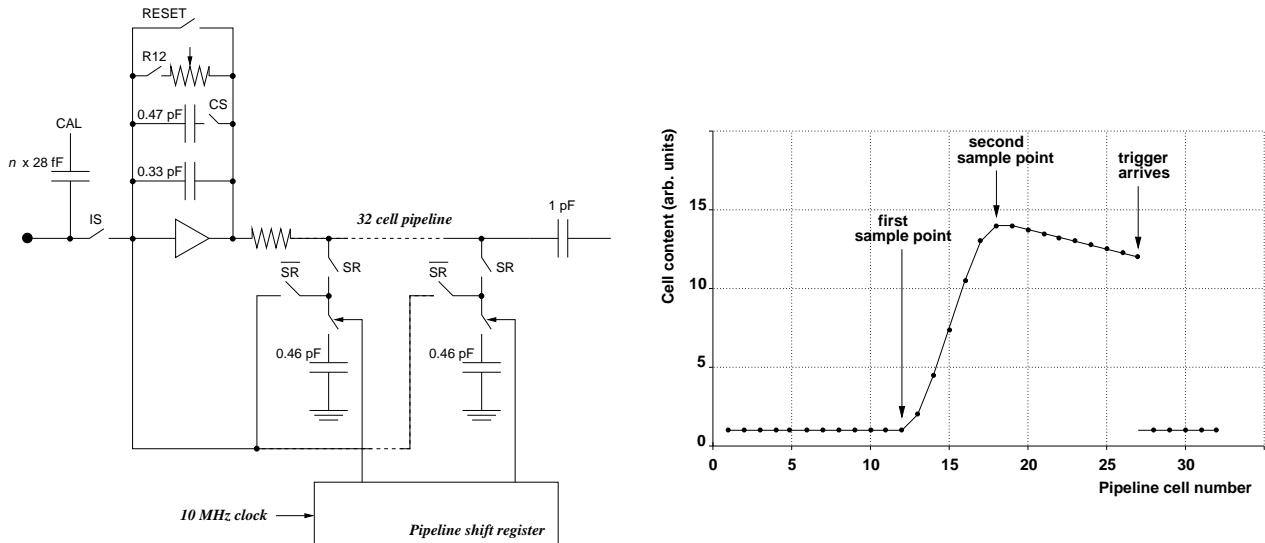 RESET
R12
CS
0.47 pF
CAL
n x 28 fF
0.33 pF
IS
32 cell pipeline
1 pF
SR
SR
SR
SR
0.46 pF
0.46 pF
10 MHz clock
Pipeline shift register
Cell content (arb. units)
15
10
5
0
first
sample point
second
sample point
trigger
arrives
0 5 10 15 20 25 30
Pipeline cell number